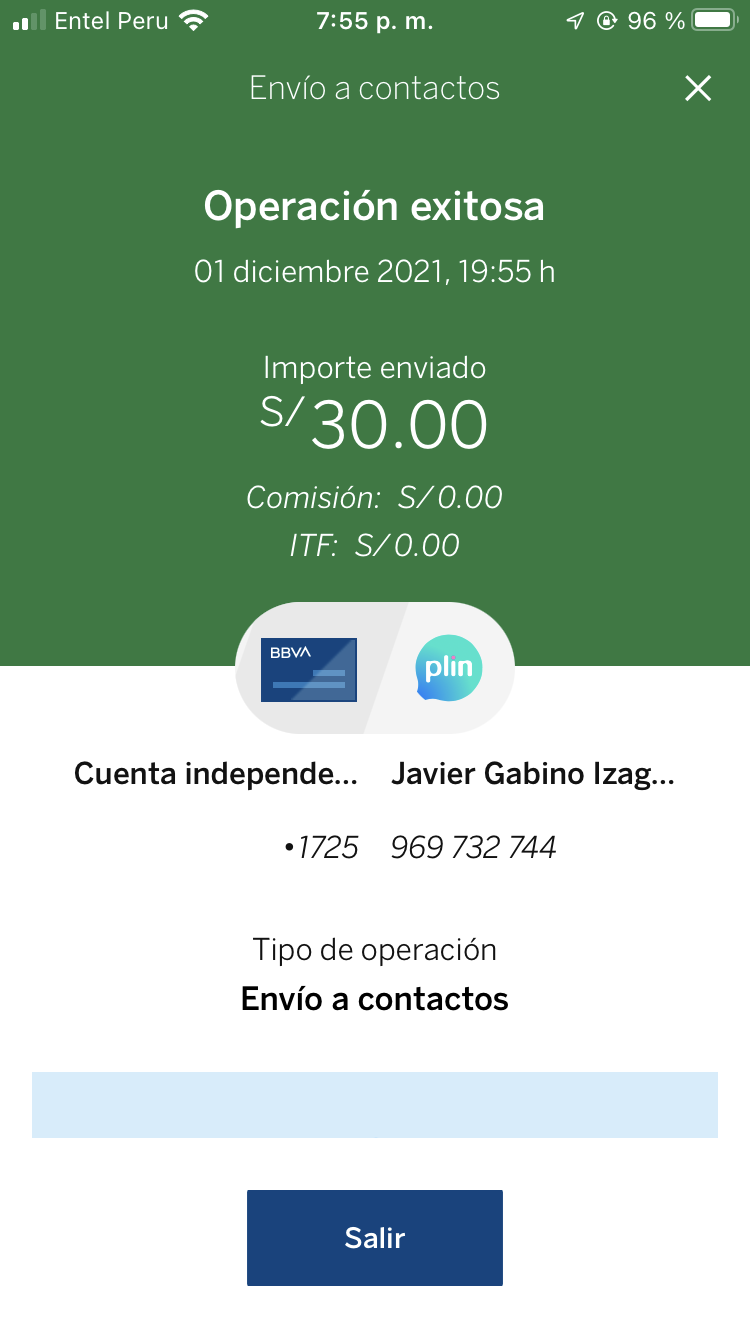 Entel Peru 7:55 p. m. 96 %
Envío a contactos
Operación exitosa
01 diciembre 2021, 19:55 h
Importe enviado
S/ 30.00
Comisión: S/ 0.00
ITF: S/ 0.00
BBVA plin
Cuenta independe... Javier Gabino Izag...
•1725 969 732 744
Tipo de operación
Envío a contactos
Salir